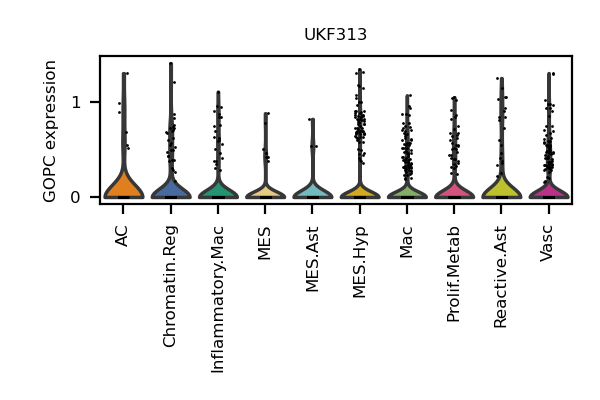 UKF313
GOPC expression
1
0
AC
Chromatin.Reg
Inflammatory.Mac
MES
MES.Ast
MES.Hyp
Mac
Prolif.Metab
Reactive.Ast
Vasc